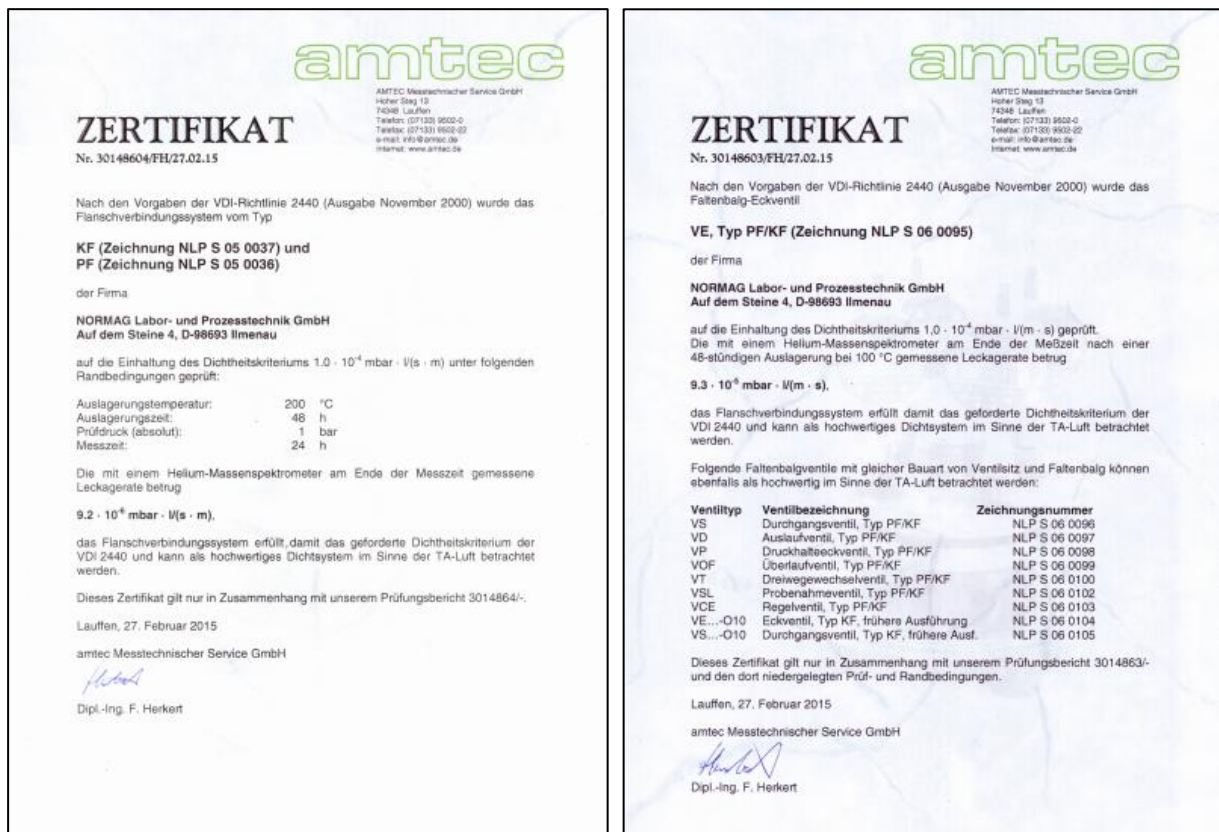 amtec
AMTEC Messtechnischer Service GmbH
Hoher Steg 13
74348 Lauffen
Telefon: (07133) 9502-0
Telefax: (07133) 9502-22
e-mail: info@amtec.de
Internet: www.amtec.de
ZERTIFIKAT
Nr. 30148604/FH/27.02.15
Nach den Vorgaben der VDI-Richtlinie 2440 (Ausgabe November 2000) wurde das
Flanschverbindungssystem vom Typ
KF (Zeichnung NLP S 05 0037) und
PF (Zeichnung NLP S 05 0036)
der Firma
NORMAG Labor- und Prozesstechnik GmbH
Auf dem Steine 4, D-98693 Ilmenau
auf die Einhaltung des Dichtheitskriteriums 1.0 · 10⁻⁴ mbar · l/(s · m) unter folgenden
Randbedingungen geprüft:
Auslagerungstemperatur: 200 °C
Auslagerungszeit: 48 h
Prüfdruck (absolut): 1 bar
Messzeit: 24 h
Die mit einem Helium-Massenspektrometer am Ende der Messzeit gemessene
Leckagerate betrug
9.2 · 10⁻⁶ mbar · l/(s · m),
das Flanschverbindungssystem erfüllt damit das geforderte Dichtheitskriterium der
VDI 2440 und kann als hochwertiges Dichtsystem im Sinne der TA-Luft betrachtet
werden.
Dieses Zertifikat gilt nur in Zusammenhang mit unserem Prüfungsbericht 3014864/-.
Lauffen, 27. Februar 2015
amtec Messtechnischer Service GmbH
Dipl.-Ing. F. Herkert
amtec
AMTEC Messtechnischer Service GmbH
Hoher Steg 13
74348 Lauffen
Telefon: (07133) 9502-0
Telefax: (07133) 9502-22
e-mail: info@amtec.de
Internet: www.amtec.de
ZERTIFIKAT
Nr. 30148603/FH/27.02.15
Nach den Vorgaben der VDI-Richtlinie 2440 (Ausgabe November 2000) wurde das
Faltenbalg-Eckventil
VE, Typ PF/KF (Zeichnung NLP S 06 0095)
der Firma
NORMAG Labor- und Prozesstechnik GmbH
Auf dem Steine 4, D-98693 Ilmenau
auf die Einhaltung des Dichtheitskriteriums 1,0 · 10⁻⁴ mbar · l/(m · s) geprüft.
Die mit einem Helium-Massenspektrometer am Ende der Meßzeit nach einer
48-stündigen Auslagerung bei 100 °C gemessene Leckagerate betrug
9.3 · 10⁻⁶ mbar · l/(m · s),
das Flanschverbindungssystem erfüllt damit das geforderte Dichtheitskriterium der
VDI 2440 und kann als hochwertiges Dichtsystem im Sinne der TA-Luft betrachtet
werden.
Folgende Faltenbalgventile mit gleicher Bauart von Ventilsitz und Faltenbalg können
ebenfalls als hochwertig im Sinne der TA-Luft betrachtet werden:
Ventiltyp Ventilbezeichnung Zeichnungsnummer
VS Durchgangsventil, Typ PF/KF NLP S 06 0096
VD Auslaufventil, Typ PF/KF NLP S 06 0097
VP Druckhalteeckventil, Typ PF/KF NLP S 06 0098
VOF Überlaufventil, Typ PF/KF NLP S 06 0099
VT Dreiwegewechselventil, Typ PF/KF NLP S 06 0100
VSL Probenahmeventil, Typ PF/KF NLP S 06 0102
VCE Regelventil, Typ PF/KF NLP S 06 0103
VE...-O10 Eckventil, Typ KF, frühere Ausführung NLP S 06 0104
VS...-O10 Durchgangsventil, Typ KF, frühere Ausf. NLP S 06 0105
Dieses Zertifikat gilt nur in Zusammenhang mit unserem Prüfungsbericht 3014863/-
und den dort niedergelegten Prüf- und Randbedingungen.
Lauffen, 27. Februar 2015
amtec Messtechnischer Service GmbH
Dipl.-Ing. F. Herkert